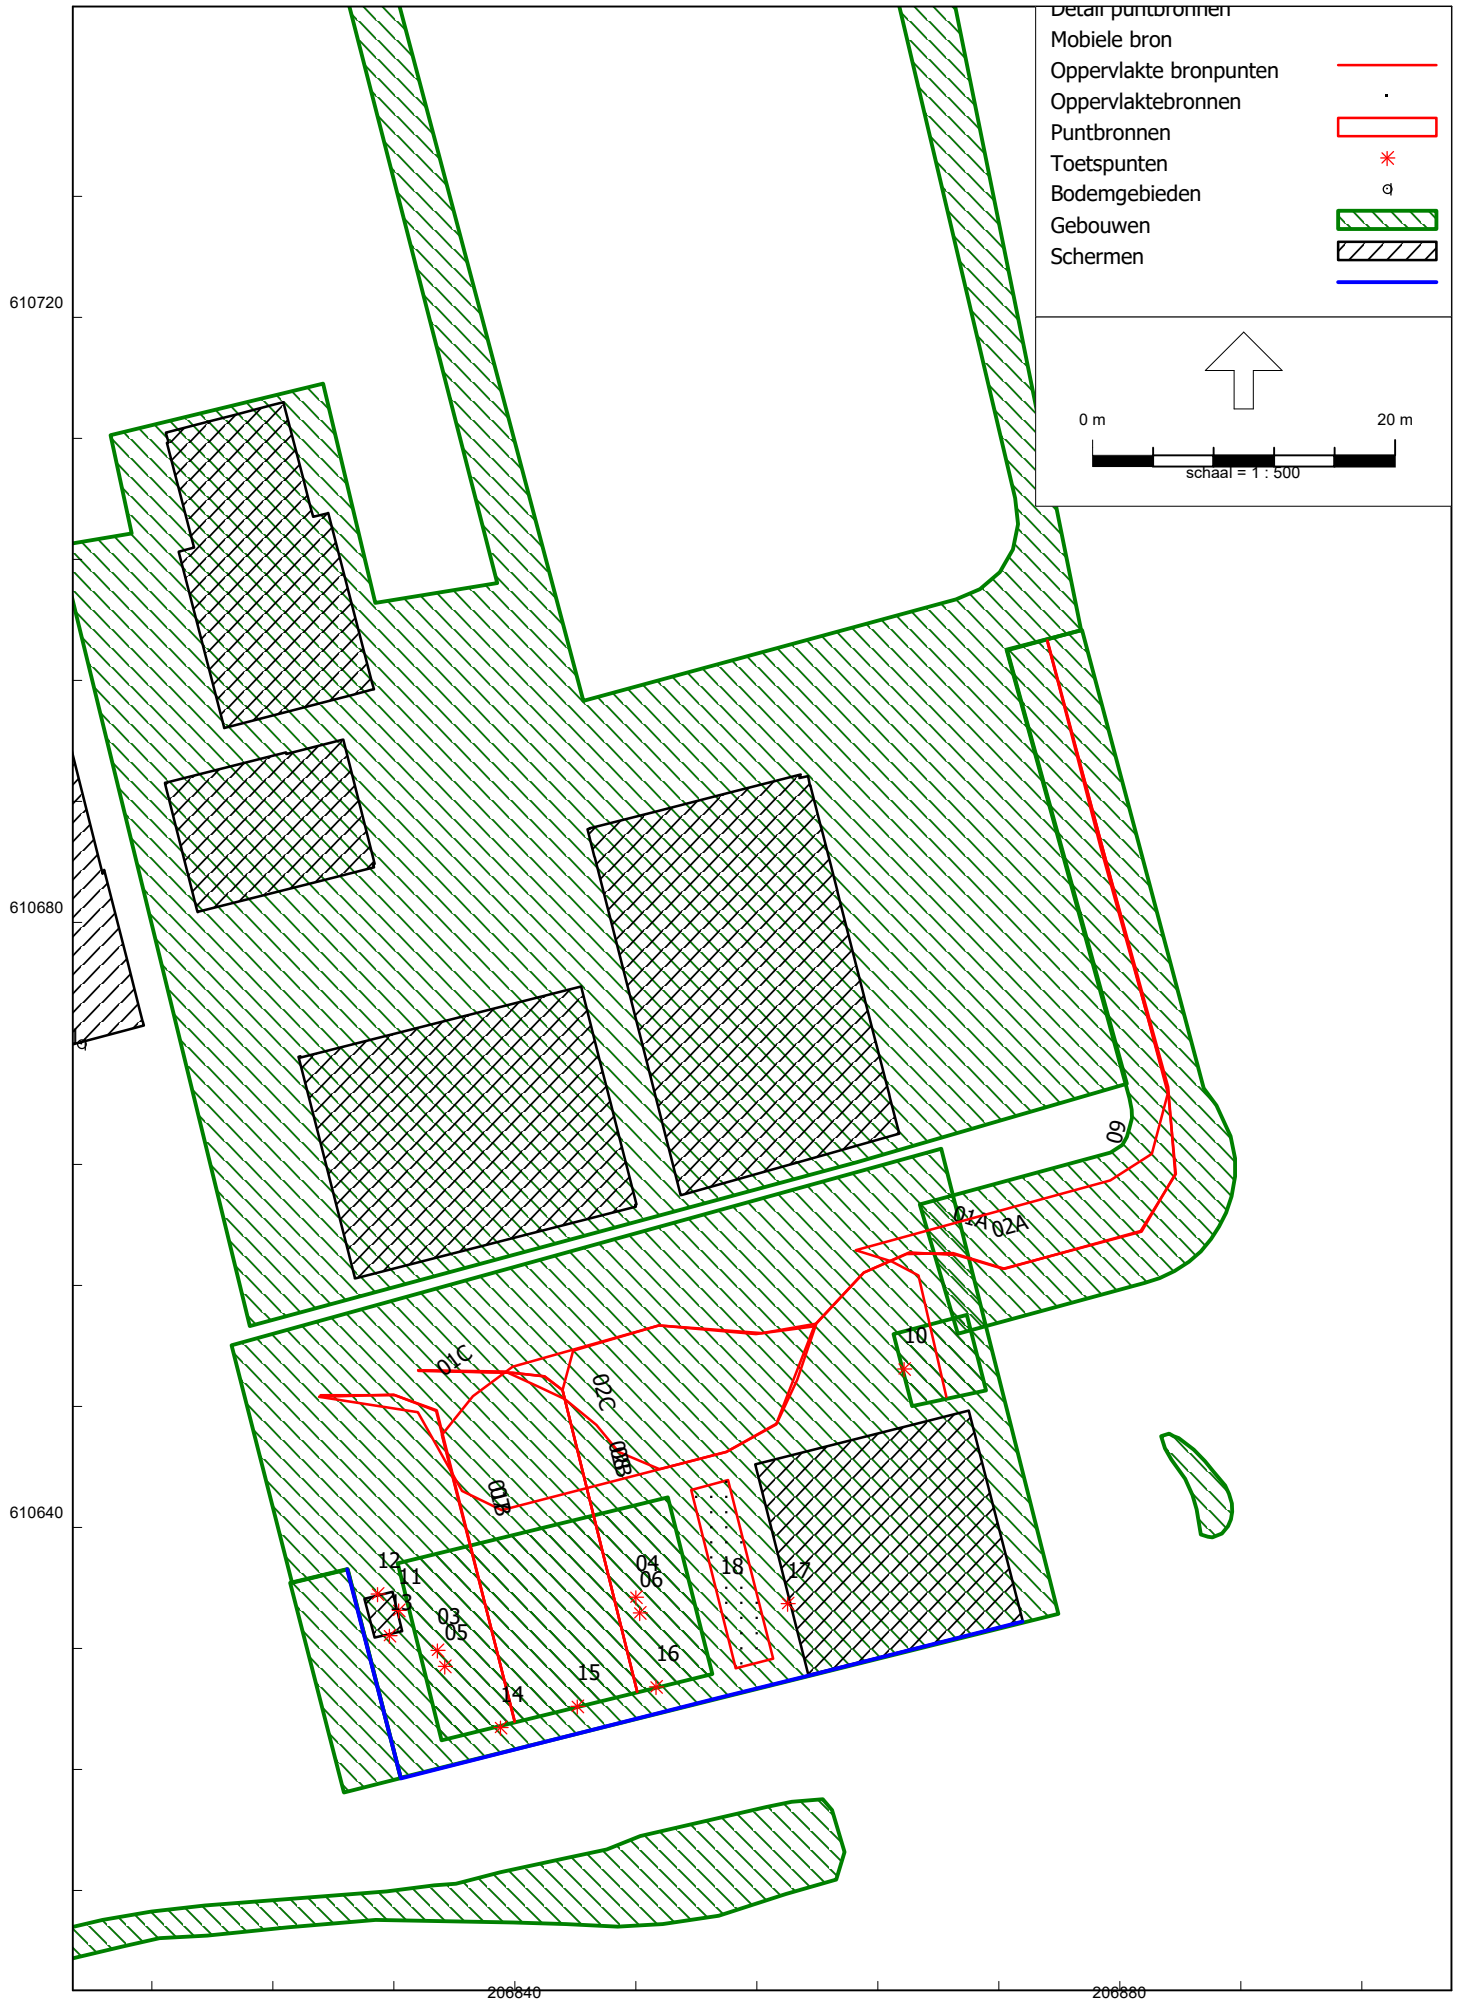 Detail puntbronnen
Mobiele bron
Oppervlakte bronpunten
Oppervlaktebronnen
Puntbronnen
Toetspunten
Bodemgebieden
Gebouwen
Schermen
610720
0 m 20 m
schaal = 1 : 500
610680
09
01A 02A
10
01C
02C
610640
12
11
13
03
05
04
06
18
17
16
15
14
206840
206880